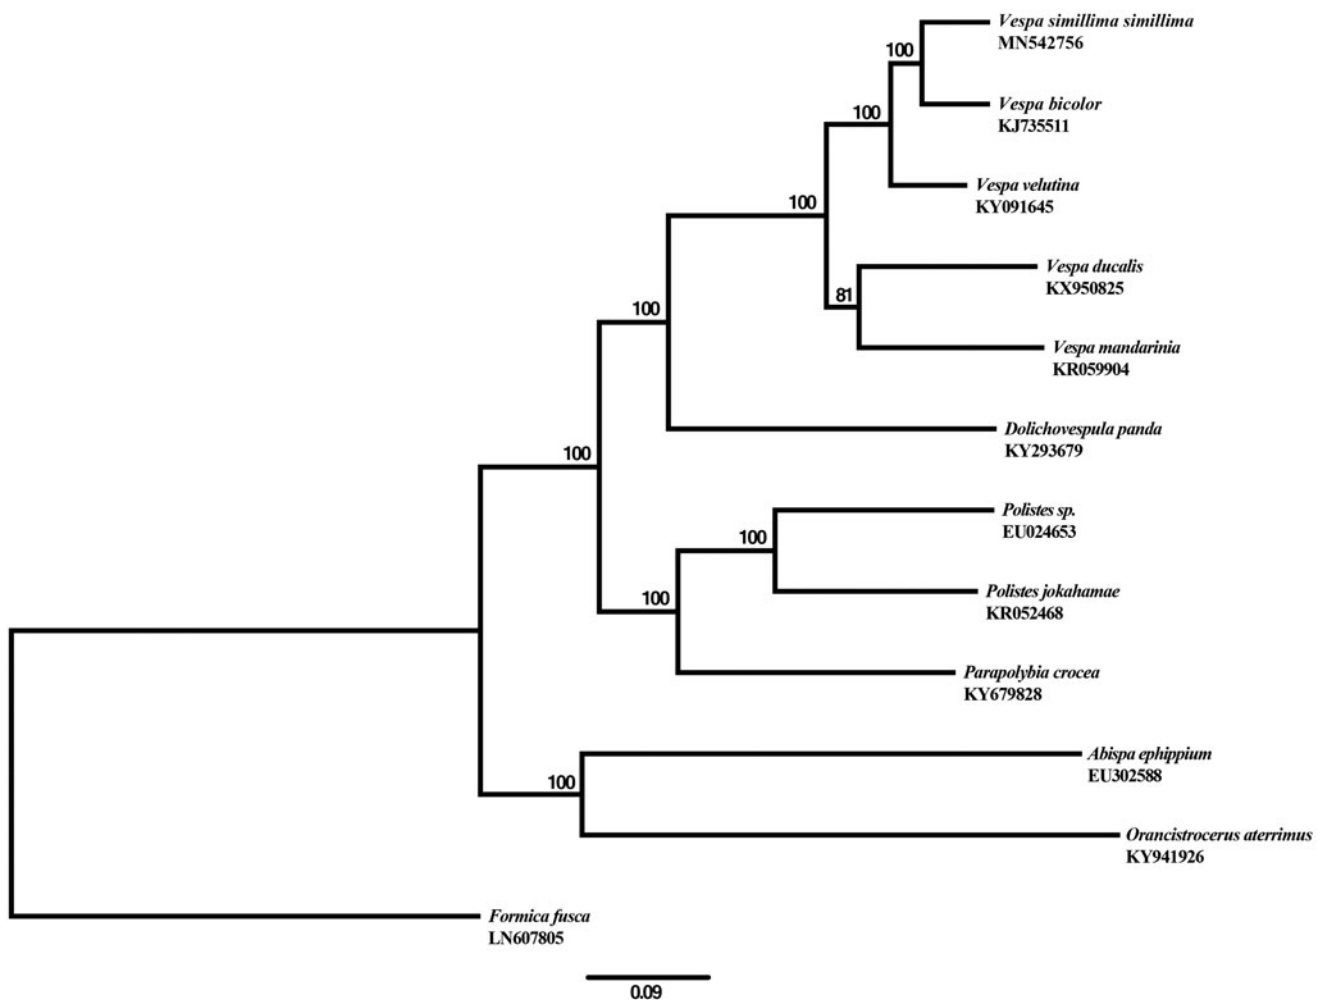 Vespa simillima simillima
100
MN542756
Vespa bicolor
100
KJ735511
Vespa velutina
100
KY091645
Vespa ducalis
KX950825
81
100
Vespa mandarinia
KR059904
Dolichovespula panda
100
KY293679
Polistes sp.
EU024653
100
Polistes jokahamae
100
KR052468
Parapolybia crocea
KY679828
Abispa ephippium
100
EU302588
Orancistrocerus aterrimus
KY941926
Formica fusca
LN607805
0.09